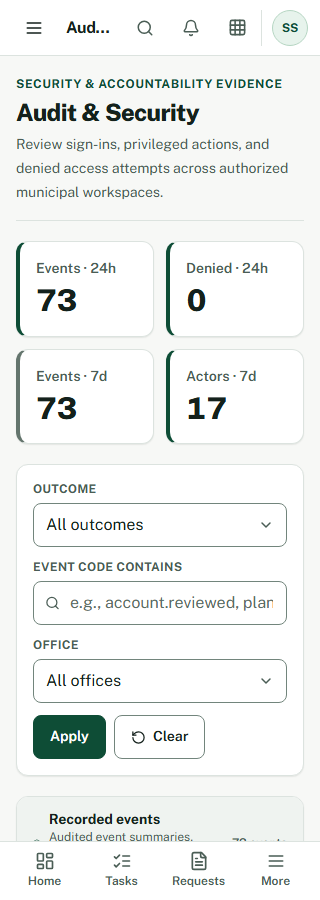 Aud...
SS
SECURITY & ACCOUNTABILITY EVIDENCE
Audit & Security
Review sign-ins, privileged actions, and
denied access attempts across authorized
municipal workspaces.
Events · 24h
73
Denied · 24h
0
Events · 7d
73
Actors · 7d
17
OUTCOME
All outcomes
EVENT CODE CONTAINS
e.g., account.reviewed, plan
OFFICE
All offices
Apply
Clear
Recorded events
Audited event summaries.
Home
Tasks
Requests
More